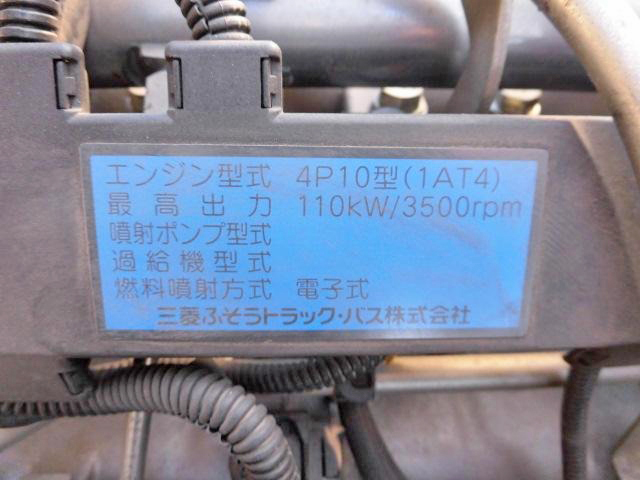 エンジン型式 4P10型(1AT4)
最高出力 110kW/3500rpm
噴射ポンプ型式
過給機型式
燃料噴射方式 電子式
三菱ふそうトラック・バス株式会社